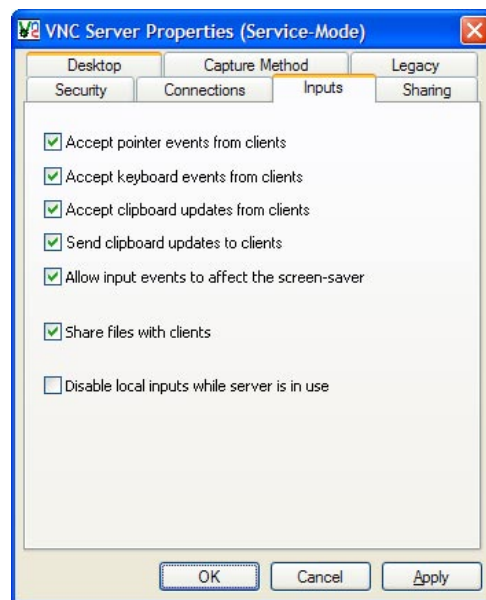 VNC Server Properties (Service-Mode)
Desktop Capture Method Legacy
Security Connections Inputs Sharing
Accept pointer events from clients
Accept keyboard events from clients
Accept clipboard updates from clients
Send clipboard updates to clients
Allow input events to affect the screen-saver
Share files with clients
Disable local inputs while server is in use
OK Cancel Apply